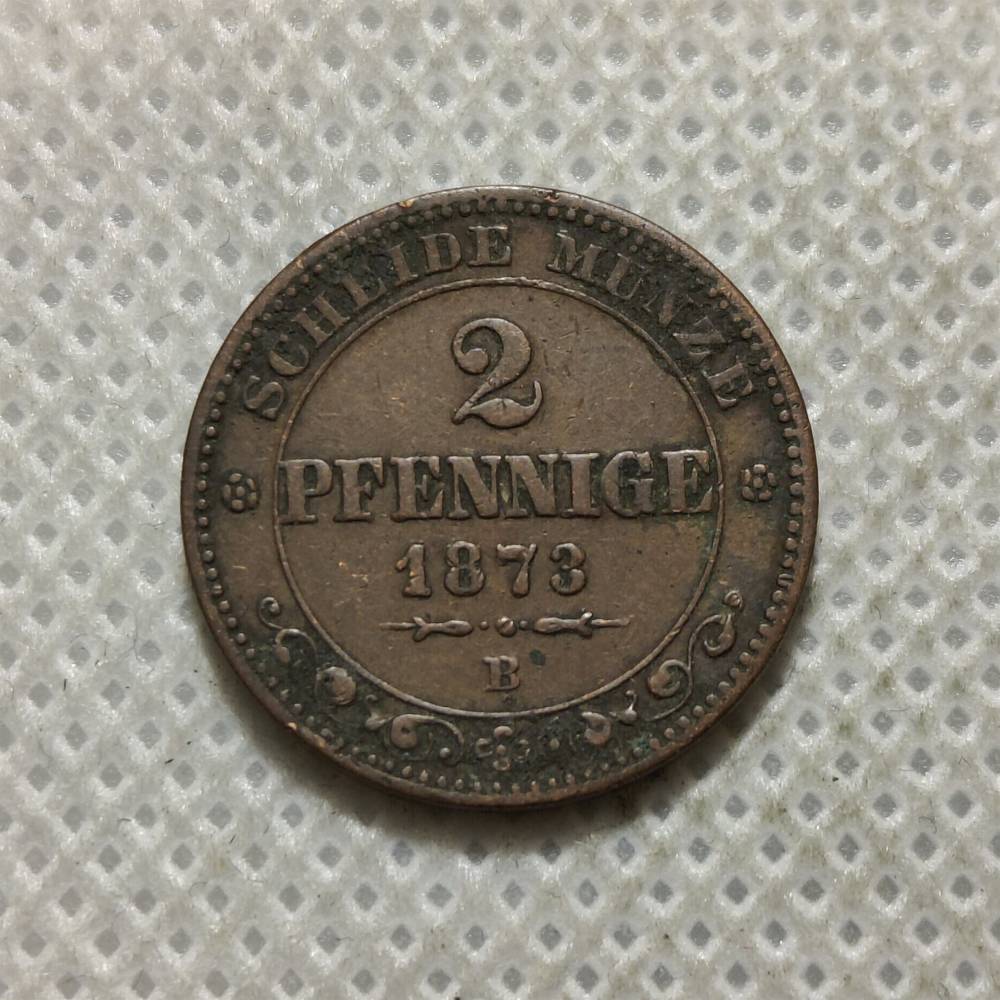 SCHEIDE MÜNZE
2
PFENNIGE
1873
B